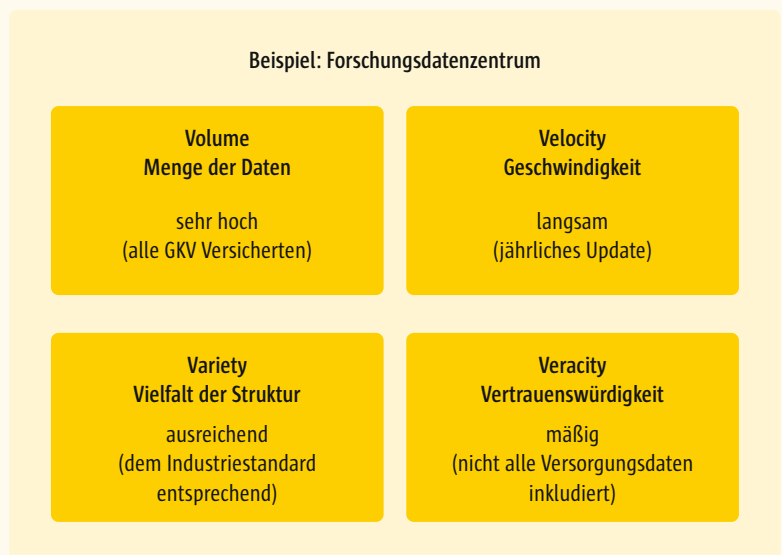 Beispiel: Forschungsdatenzentrum
Volume
Menge der Daten
sehr hoch
(alle GKV Versicherten)
Velocity
Geschwindigkeit
langsam
(jährliches Update)
Variety
Vielfalt der Struktur
ausreichend
(dem Industriestandard
entsprechend)
Veracity
Vertrauenswürdigkeit
mäßig
(nicht alle Versorgungsdaten
inkludiert)